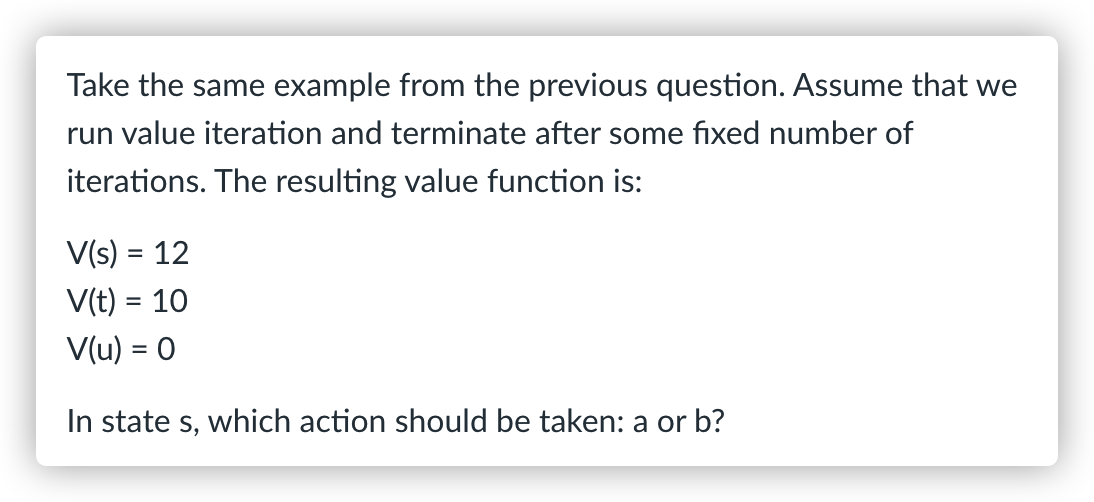 Take the same example from the previous question. Assume that we
run value iteration and terminate after some fixed number of
iterations. The resulting value function is:
V(s) = 12
V(t) = 10
V(u) = 0
In state s, which action should be taken: a or b?